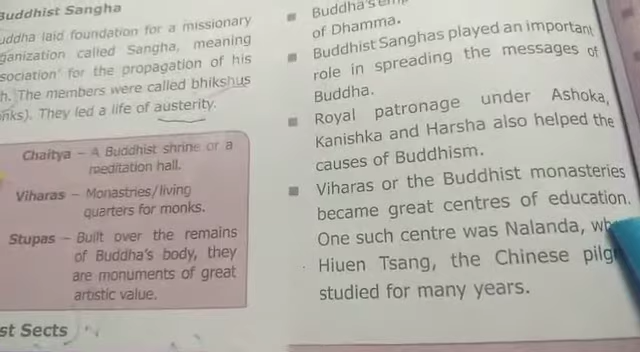 Buddhist Sangha
uddha laid foundation for a missionary
ganization called Sangha, meaning
sociation' for the propagation of his
h. The members were called bhikshus
nks). They led a life of austerity.
Chaitya – A Buddhist shrine or a
meditation hall.
Viharas – Monastries/living
quarters for monks.
Stupas – Built over the remains
of Buddha's body, they
are monuments of great
artistic value.
st Sects
Buddha's
of Dhamma.
Buddhist Sanghas played an important
role in spreading the messages of
Buddha.
Royal patronage under Ashoka,
Kanishka and Harsha also helped the
causes of Buddhism.
Viharas or the Buddhist monasteries
became great centres of education.
One such centre was Nalanda,
Hiuen Tsang, the Chinese
studied for many years.